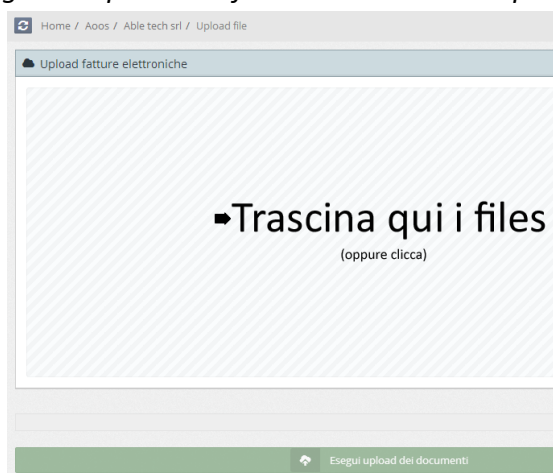 Home / Aoos / Able tech srl / Upload file
Upload fatture elettroniche
Trascina qui i files
(oppure clicca)
Esegui upload dei documenti